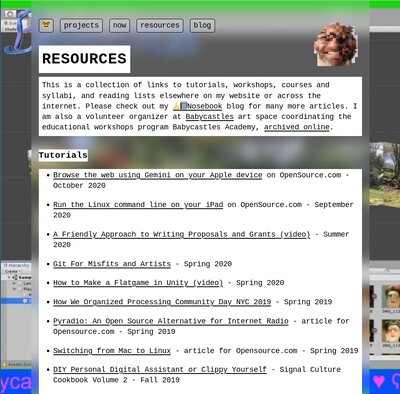 projects now resources blog
RESOURCES
This is a collection of links to tutorials, workshops, courses and
syllabi, and reading lists elsewhere on my website or across the
internet. Please check out my Nosebook blog for many more articles. I
am also a volunteer organizer at Babycastles art space coordinating the
educational workshops program Babycastles Academy, archived online.
Tutorials
• Browse the web using Gemini on your Apple device on OpenSource.com -
October 2020
• Run the Linux command line on your iPad on OpenSource.com - September
2020
• A Friendly Approach to Writing Proposals and Grants (video) - Summer
2020
• Git For Misfits and Artists - Spring 2020
• How to Make a Flatgame in Unity (video) - Spring 2020
• How We Organized Processing Community Day NYC 2019 - Spring 2019
• Pyradio: An Open Source Alternative for Internet Radio - article for
Opensource.com - Spring 2019
• Switching from Mac to Linux - article for Opensource.com - Spring 2019
• DIY Personal Digital Assistant or Clippy Yourself - Signal Culture
Cookbook Volume 2 - Fall 2019